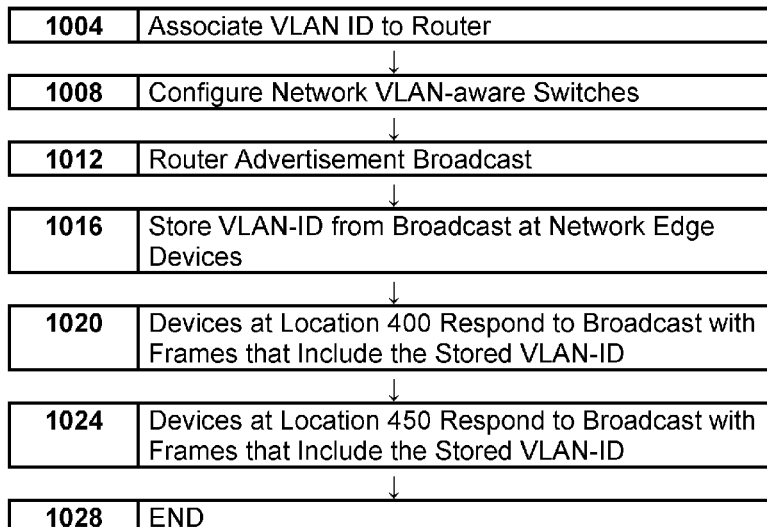 1004 Associate VLAN ID to Router
↓
1008 Configure Network VLAN-aware Switches
↓
1012 Router Advertisement Broadcast
↓
1016 Store VLAN-ID from Broadcast at Network Edge
Devices
↓
1020 Devices at Location 400 Respond to Broadcast with
Frames that Include the Stored VLAN-ID
↓
1024 Devices at Location 450 Respond to Broadcast with
Frames that Include the Stored VLAN-ID
↓
1028 END